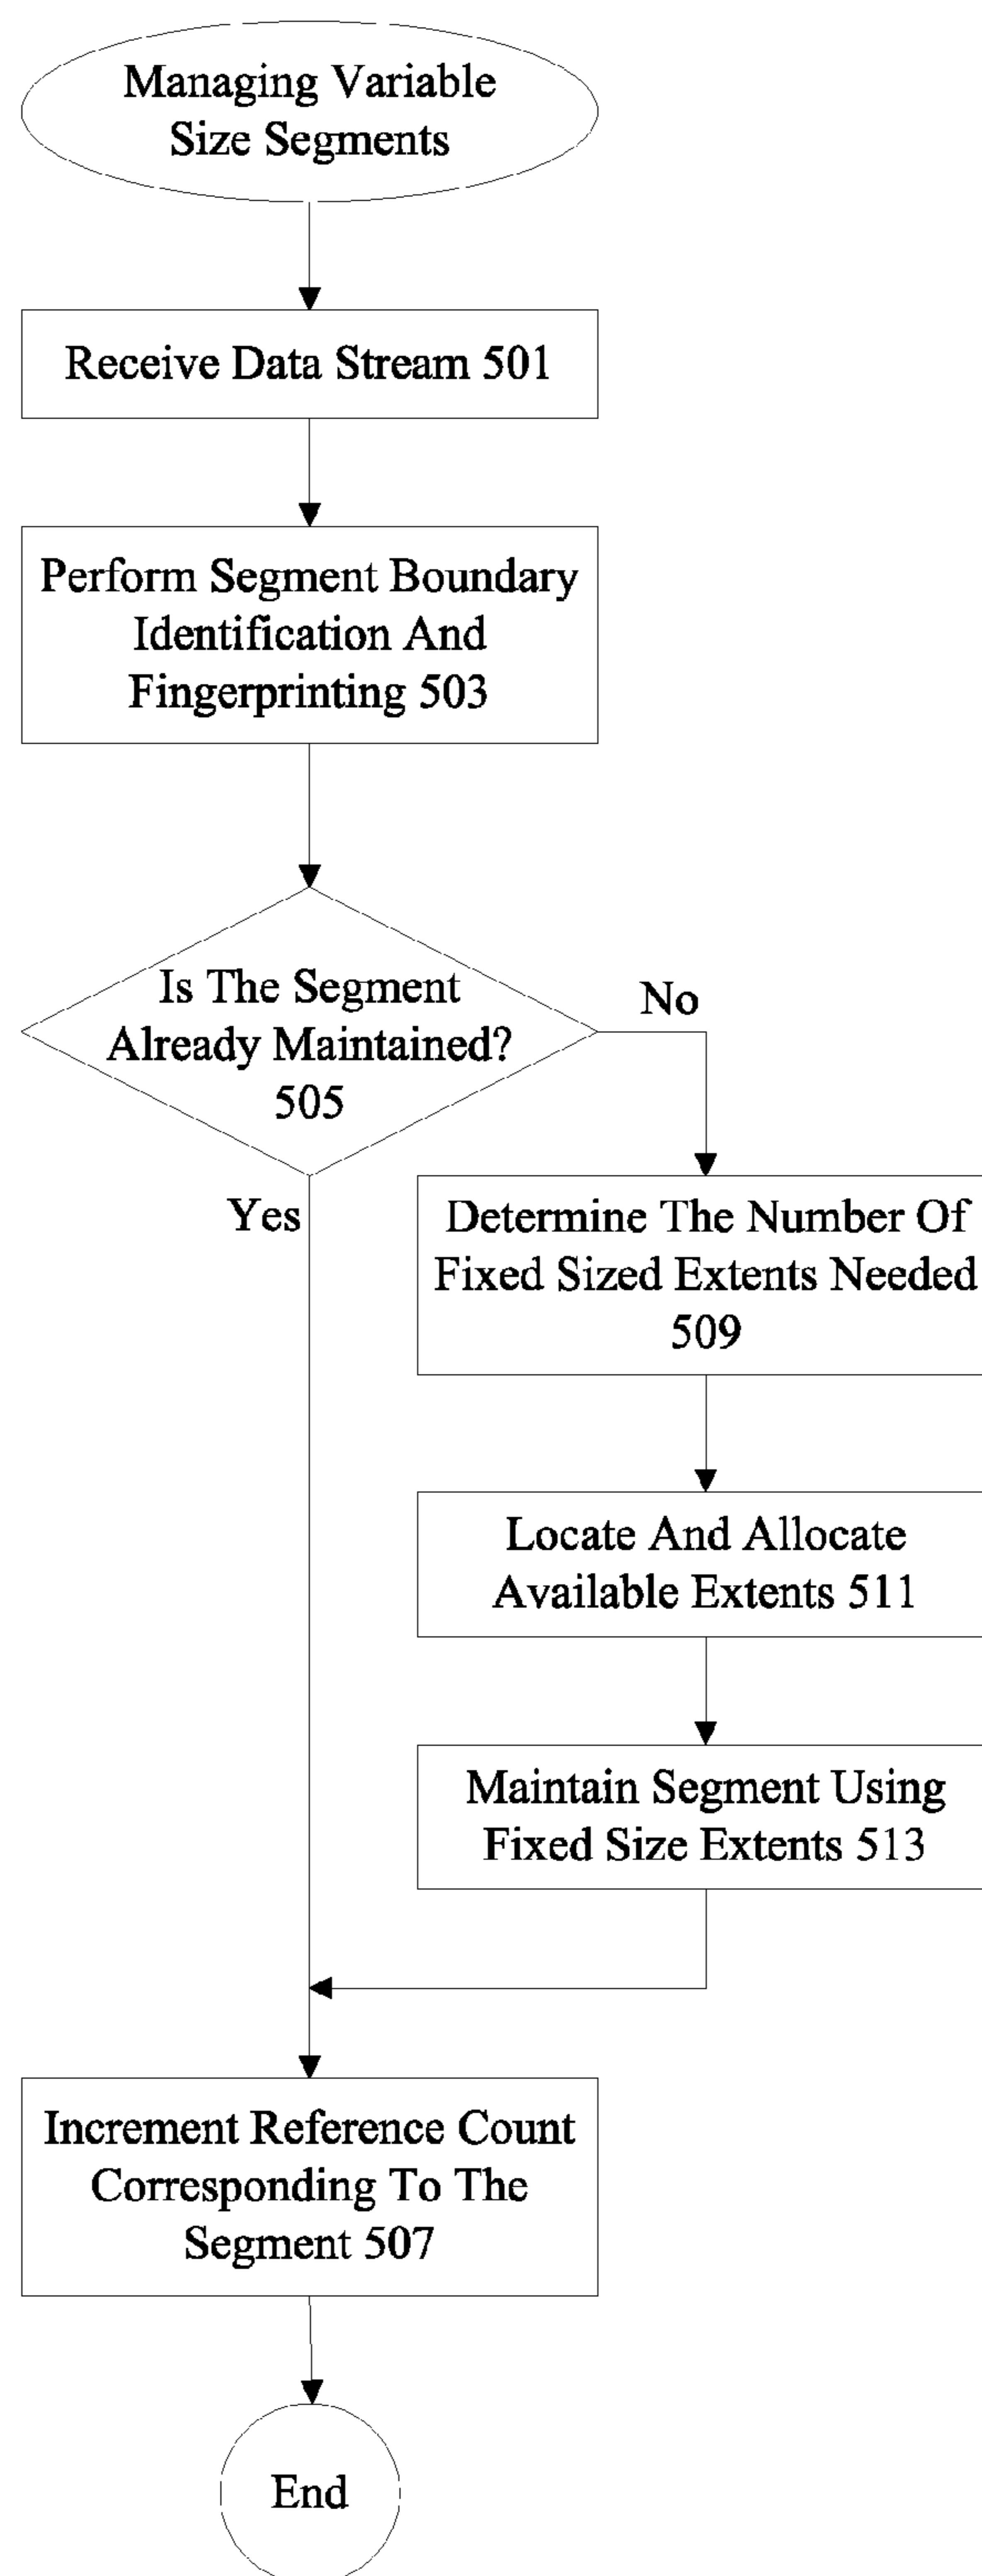 Managing Variable
Size Segments
Receive Data Stream 501
Perform Segment Boundary
Identification And
Fingerprinting 503
Is The Segment
Already Maintained?
505
No
Yes
Determine The Number Of
Fixed Sized Extents Needed
509
Locate And Allocate
Available Extents 511
Maintain Segment Using
Fixed Size Extents 513
Increment Reference Count
Corresponding To The
Segment 507
End